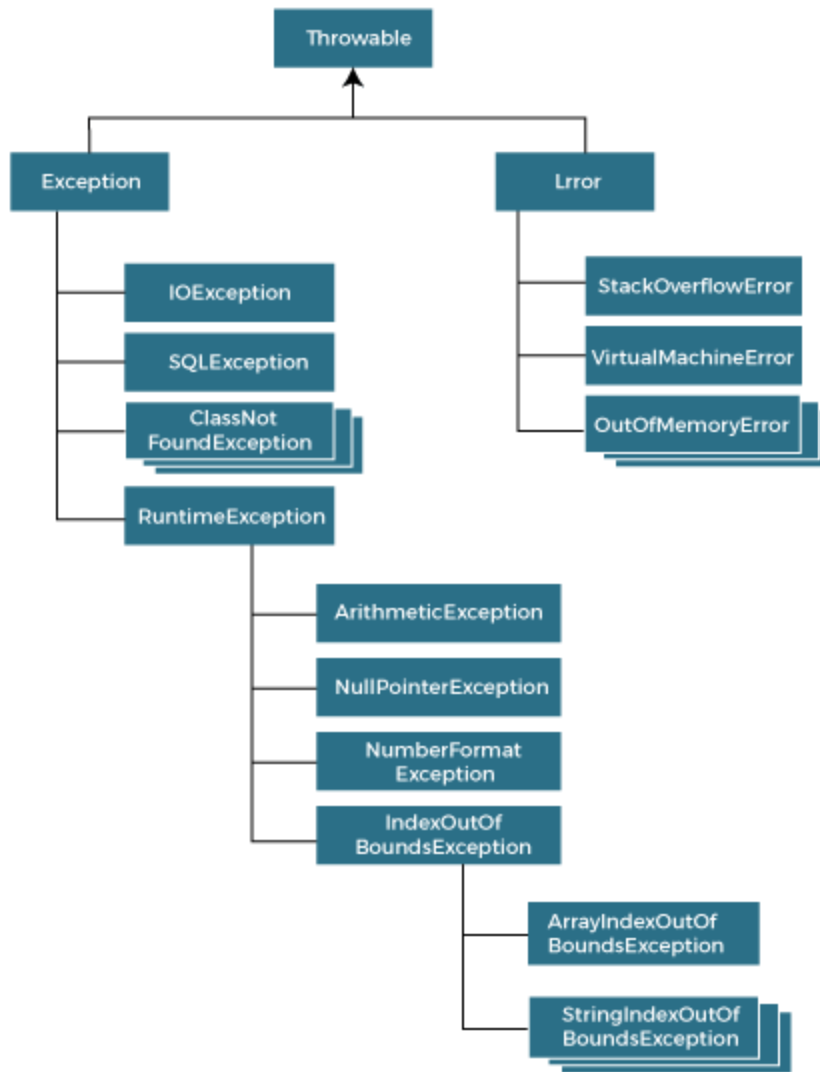 Throwable
Exception
Lrror
IOException
StackOverflowError
SQLException
VirtualMachineError
ClassNot
FoundException
OutOfMemoryError
RuntimeException
ArithmeticException
NullPointerException
NumberFormat
Exception
IndexOutOf
BoundsException
ArrayIndexOutOf
BoundsException
StringIndexOutOf
BoundsException